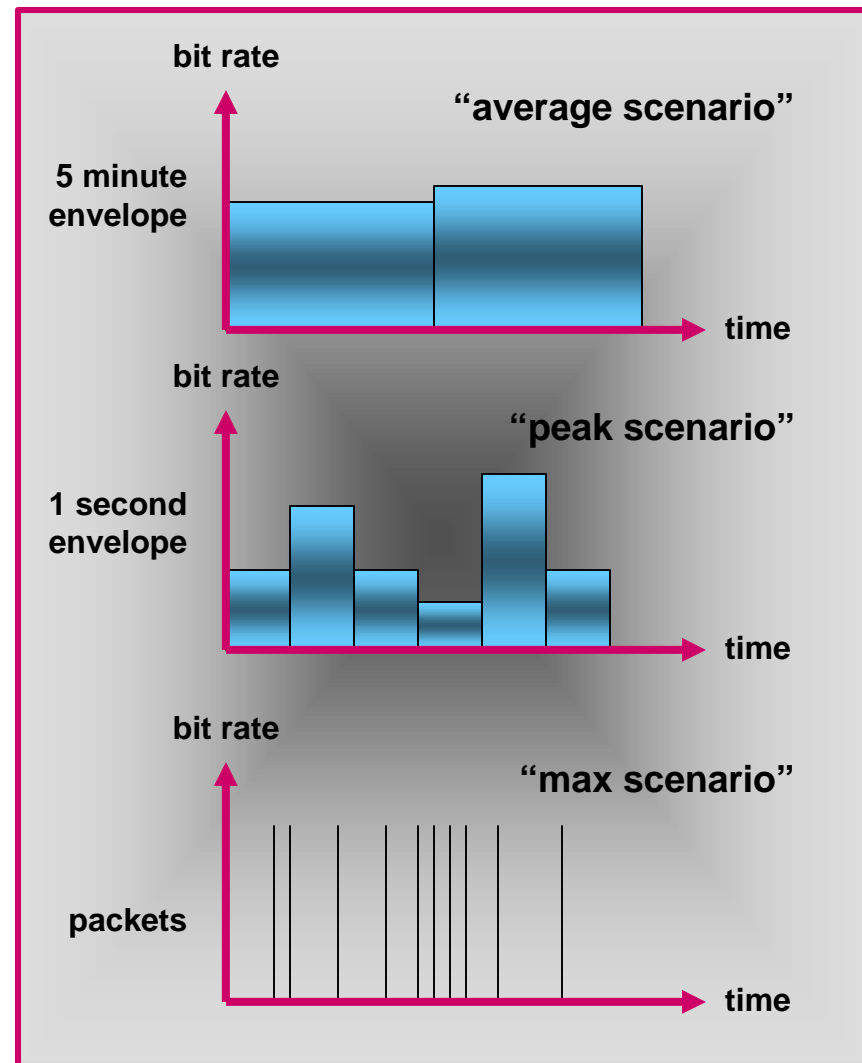 bit rate
“average scenario”
5 minute
envelope
time
bit rate
“peak scenario”
1 second
envelope
time
bit rate
“max scenario”
packets
time